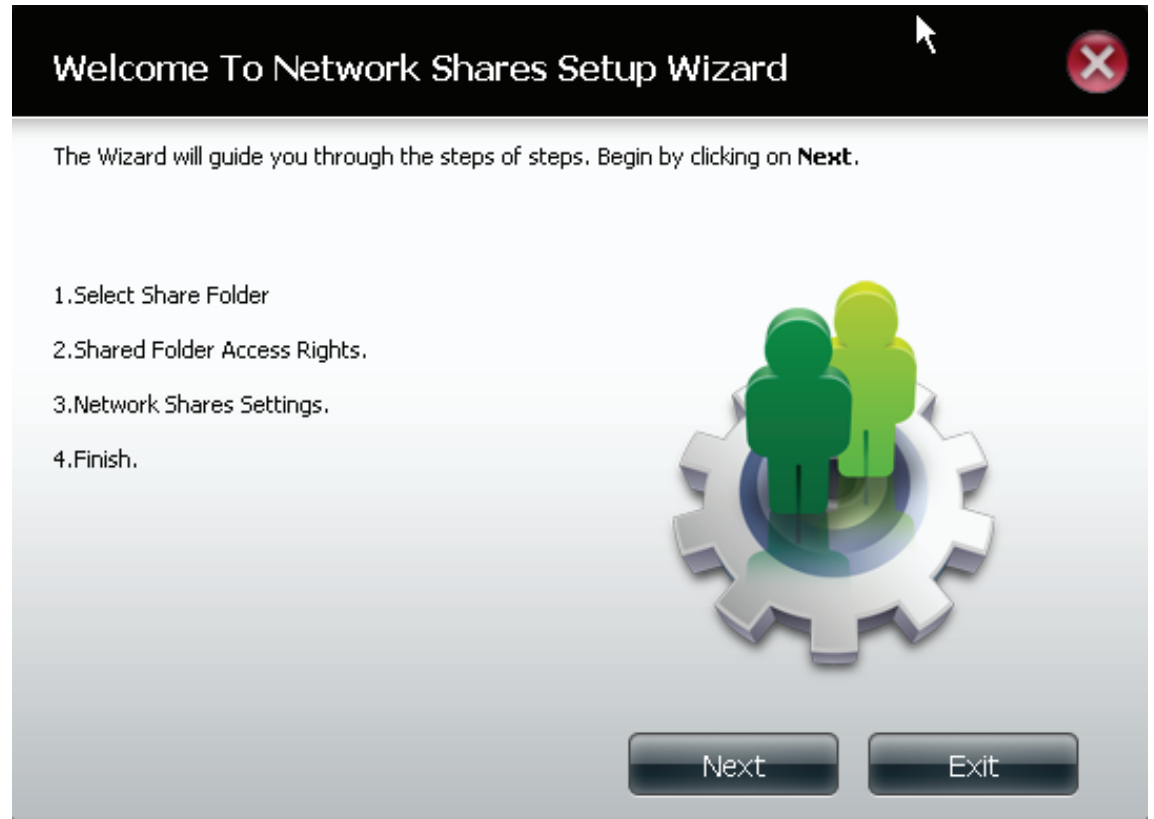 Welcome To Network Shares Setup Wizard
The Wizard will guide you through the steps of steps. Begin by clicking on Next.
1.Select Share Folder
2.Shared Folder Access Rights.
3.Network Shares Settings.
4.Finish.
Next
Exit